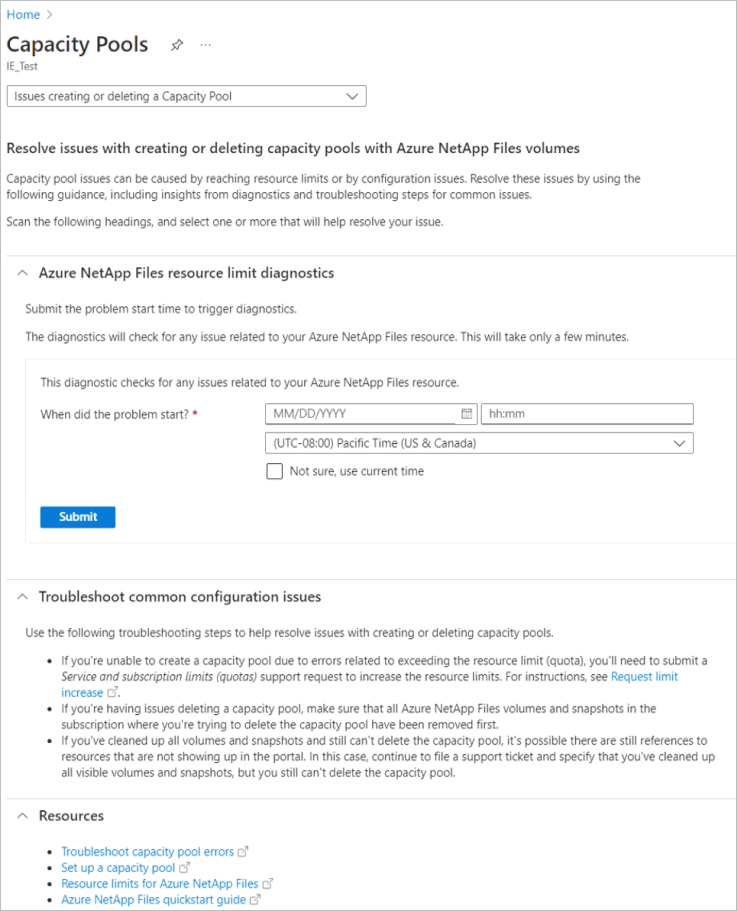 Home
Capacity Pools
IE_Test
Issues creating or deleting a Capacity Pool
Resolve issues with creating or deleting capacity pools with Azure NetApp Files volumes
Capacity pool issues can be caused by reaching resource limits or by configuration issues. Resolve these issues by using the
following guidance, including insights from diagnostics and troubleshooting steps for common issues.
Scan the following headings, and select one or more that will help resolve your issue.
Azure NetApp Files resource limit diagnostics
Submit the problem start time to trigger diagnostics.
The diagnostics will check for any issue related to your Azure NetApp Files resource. This will take only a few minutes.
This diagnostic checks for any issues related to your Azure NetApp Files resource.
When did the problem start? * MM/DD/YYYY hh:mm
(UTC-08:00) Pacific Time (US & Canada)
Not sure, use current time
Submit
Troubleshoot common configuration issues
Use the following troubleshooting steps to help resolve issues with creating or deleting capacity pools.
• If you're unable to create a capacity pool due to errors related to exceeding the resource limit (quota), you'll need to submit a
Service and subscription limits (quotas) support request to increase the resource limits. For instructions, see Request limit
increase.
• If you're having issues deleting a capacity pool, make sure that all Azure NetApp Files volumes and snapshots in the
subscription where you're trying to delete the capacity pool have been removed first.
• If you've cleaned up all volumes and snapshots and still can't delete the capacity pool, it's possible there are still references to
resources that are not showing up in the portal. In this case, continue to file a support ticket and specify that you've cleaned up
all visible volumes and snapshots, but you still can't delete the capacity pool.
Resources
• Troubleshoot capacity pool errors
• Set up a capacity pool
• Resource limits for Azure NetApp Files
• Azure NetApp Files quickstart guide